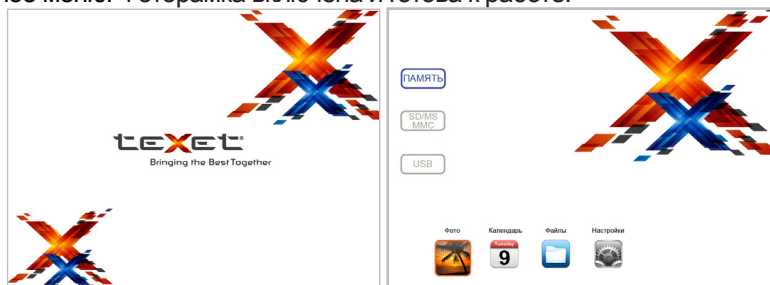 меню. Фоторамка включена и готова к работе.
teXet
Bringing the Best Together
ПАМЯТЬ
SD/MS
MMC
USB
Фото Календарь Файлы Настройки
Tuesday
9